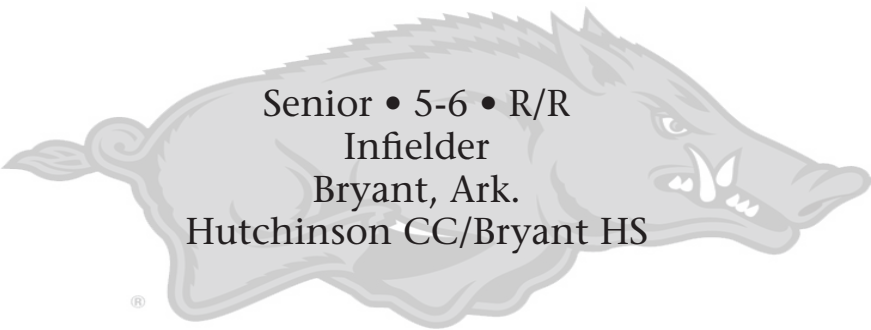 Senior • 5-6 • R/R
Infielder
Bryant, Ark.
Hutchinson CC/Bryant HS
®